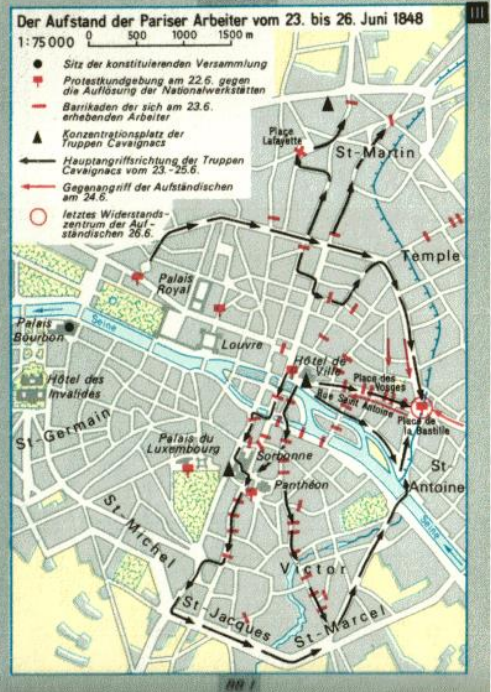 III
Der Aufstand der Pariser Arbeiter vom 23. bis 26. Juni 1848
1:75 000 0 500 1000 1500 m
Sitz der konstituierenden Versammlung
Protestkundgebung am 22.6. gegen
die Auflösung der Nationalwerkstätten
Barrikaden der sich am 23.6.
erhebenden Arbeiter
Konzentrationsplatz der
Truppen Cavaignacs
Hauptangriffsrichtung der Truppen
Cavaignacs vom 23.-25.6.
Gegenangriff der Aufständischen
am 24.6.
letztes Widerstands-
zentrum der Auf-
ständischen 26.6.
Place
Lafayette
St-Martin
Temple
Palais
Royal
Seine
Palais
Bourbon
Louvre
Hôtel de
Ville
Place des
Vosges
Rue Saint Antoine
Place de
la Bastille
Hôtel des
Invalides
St-Germain
Palais du
Luxembourg
Sorbonne
Panthéon
St-
Antoine
Seine
St-Michel
Victor
St-Jacques
St-Marcel